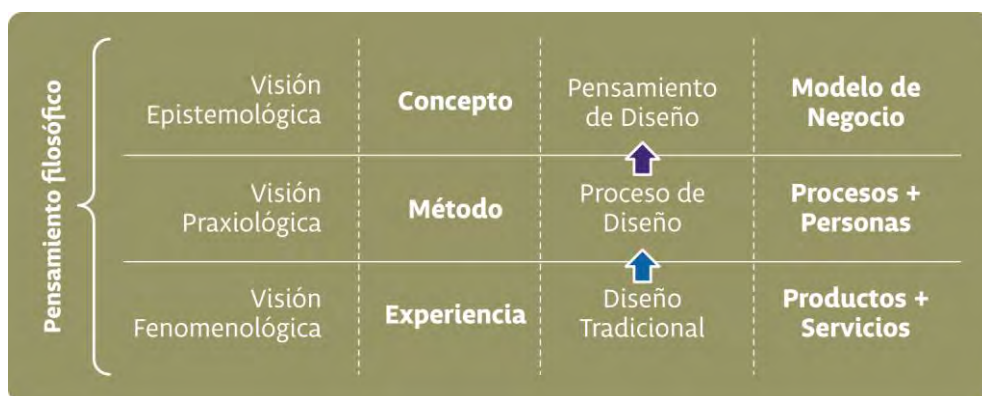 Pensamiento filosófico
Visión
Epistemológica
Concepto
Pensamiento
de Diseño
Modelo de
Negocio
Visión
Praxiológica
Método
Proceso de
Diseño
Procesos +
Personas
Visión
Fenomenológica
Experiencia
Diseño
Tradicional
Productos +
Servicios